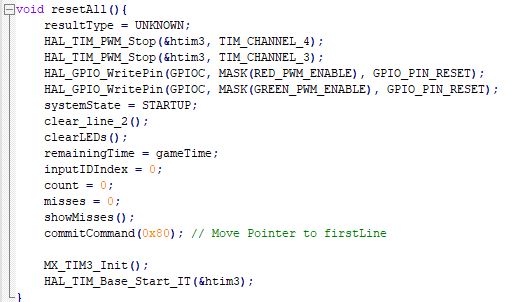 void resetAll(){
resultType = UNKNOWN;
HAL_TIM_PWM_Stop(&htim3, TIM_CHANNEL_4);
HAL_TIM_PWM_Stop(&htim3, TIM_CHANNEL_3);
HAL_GPIO_WritePin(GPIOC, MASK(RED_PWM_ENABLE), GPIO_PIN_RESET);
HAL_GPIO_WritePin(GPIOC, MASK(GREEN_PWM_ENABLE), GPIO_PIN_RESET);
systemState = STARTUP;
clear_line_2();
clearLEDs();
remainingTime = gameTime;
inputIDIndex = 0;
count = 0;
misses = 0;
showMisses();
commitCommand(0x80); // Move Pointer to firstLine
MX_TIM3_Init();
HAL_TIM_Base_Start_IT(&htim3);
}